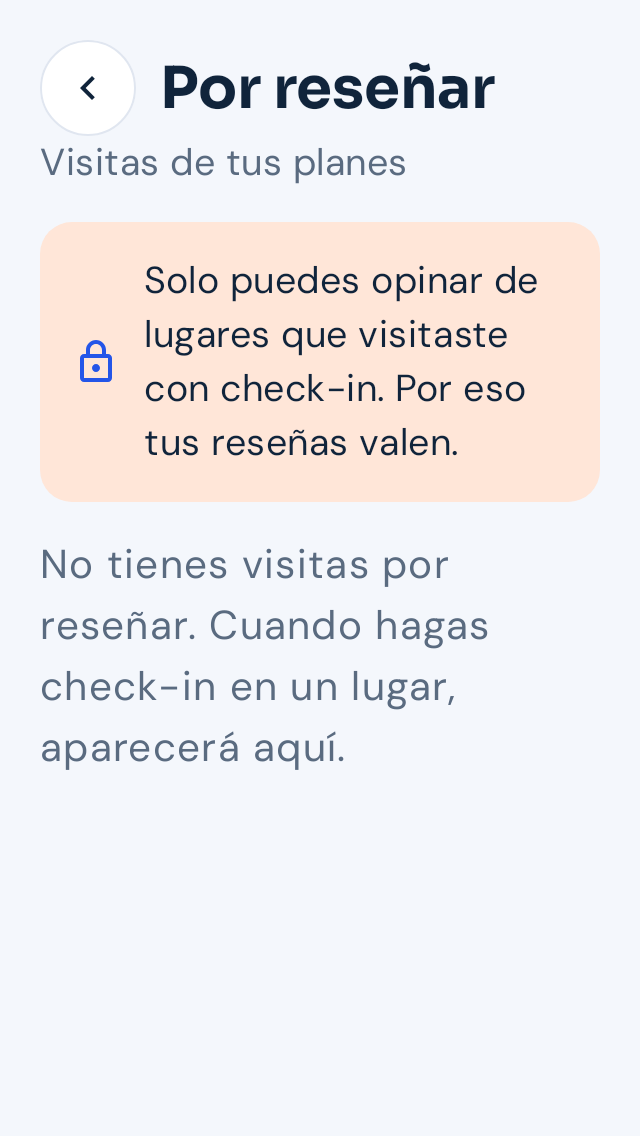 Por reseñar
Visitas de tus planes
Solo puedes opinar de
lugares que visitaste
con check-in. Por eso
tus reseñas valen.
No tienes visitas por
reseñar. Cuando hagas
check-in en un lugar,
aparecerá aquí.